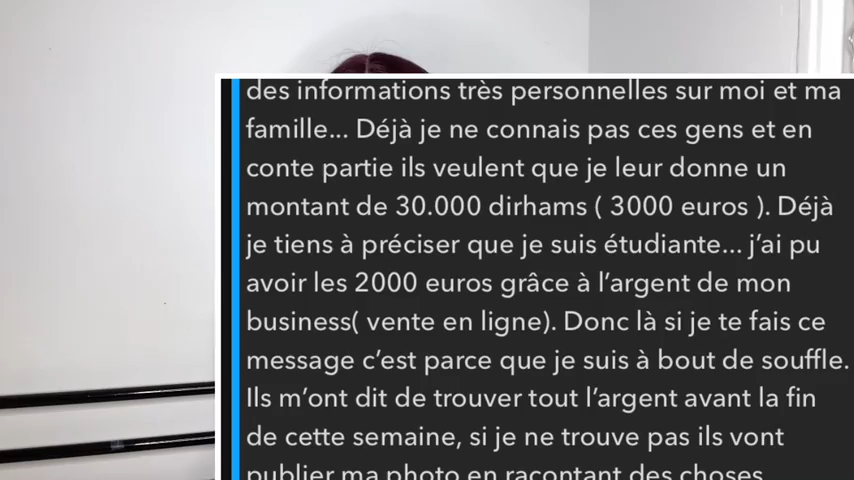 des informations très personnelles sur moi et ma
famille... Déjà je ne connais pas ces gens et en
conte partie ils veulent que je leur donne un
montant de 30.000 dirhams ( 3000 euros ). Déjà
je tiens à préciser que je suis étudiante... j’ai pu
avoir les 2000 euros grâce à l’argent de mon
business( vente en ligne). Donc là si je te fais ce
message c’est parce que je suis à bout de souffle.
Ils m’ont dit de trouver tout l’argent avant la fin
de cette semaine, si je ne trouve pas ils vont
publier ma photo en racontant des choses